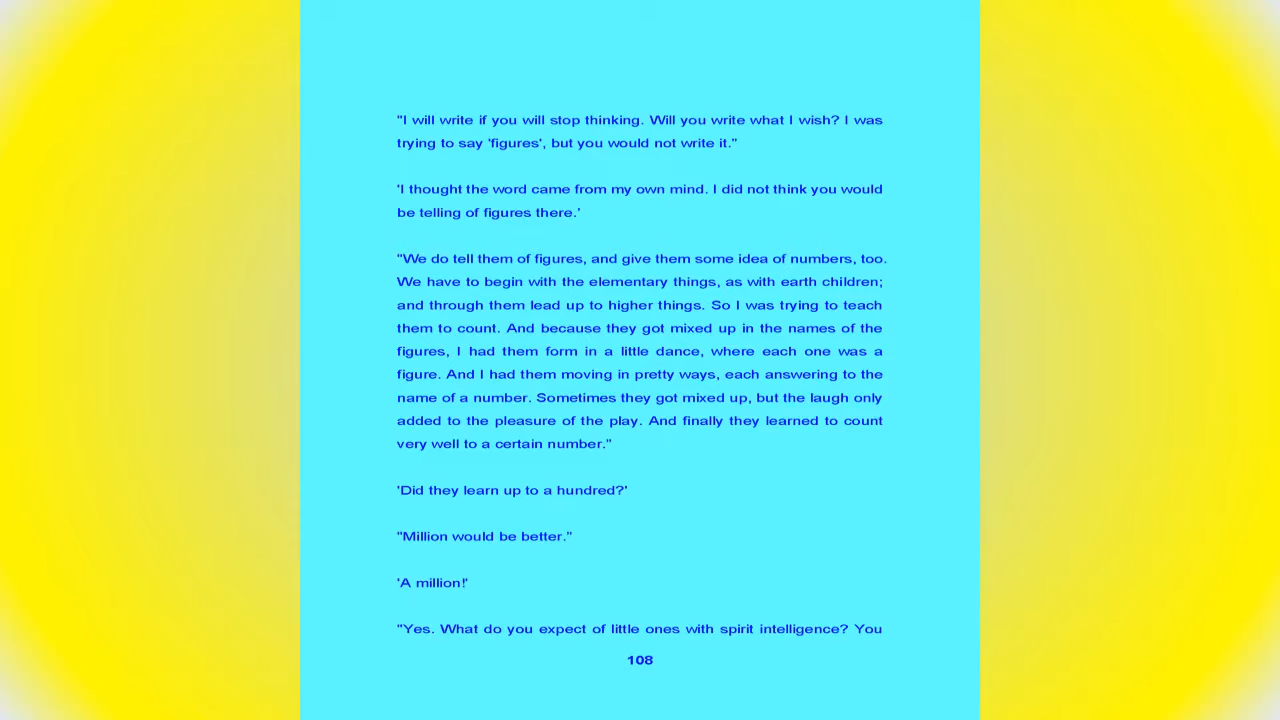 "I will write if you will stop thinking. Will you write what I wish? I was
trying to say 'figures', but you would not write it."
'I thought the word came from my own mind. I did not think you would
be telling of figures there.'
"We do tell them of figures, and give them some idea of numbers, too.
We have to begin with the elementary things, as with earth children;
and through them lead up to higher things. So I was trying to teach
them to count. And because they got mixed up in the names of the
figures, I had them form in a little dance, where each one was a
figure. And I had them moving in pretty ways, each answering to the
name of a number. Sometimes they got mixed up, but the laugh only
added to the pleasure of the play. And finally they learned to count
very well to a certain number."
'Did they learn up to a hundred?'
"Million would be better."
'A million!'
"Yes. What do you expect of little ones with spirit intelligence? You
108